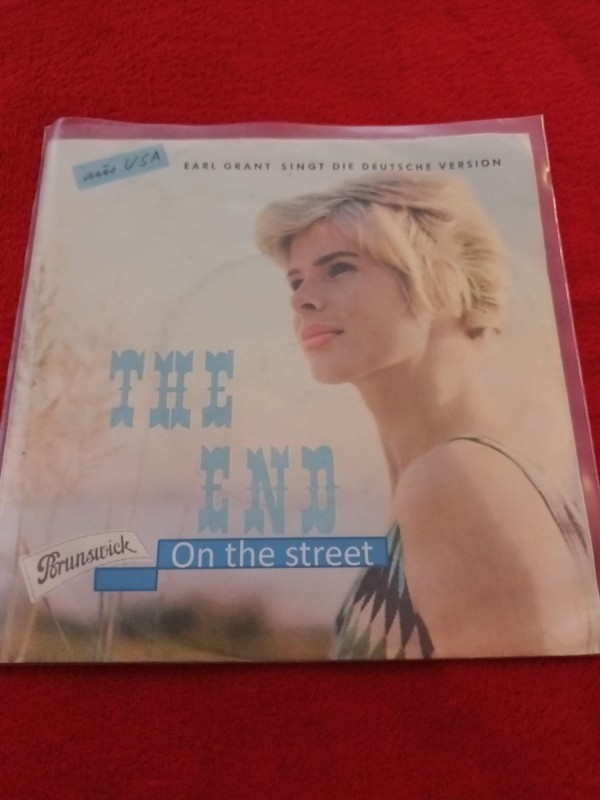 aus USA
EARL GRANT SINGT DIE DEUTSCHE VERSION
THE
END
Brunswick
On the street